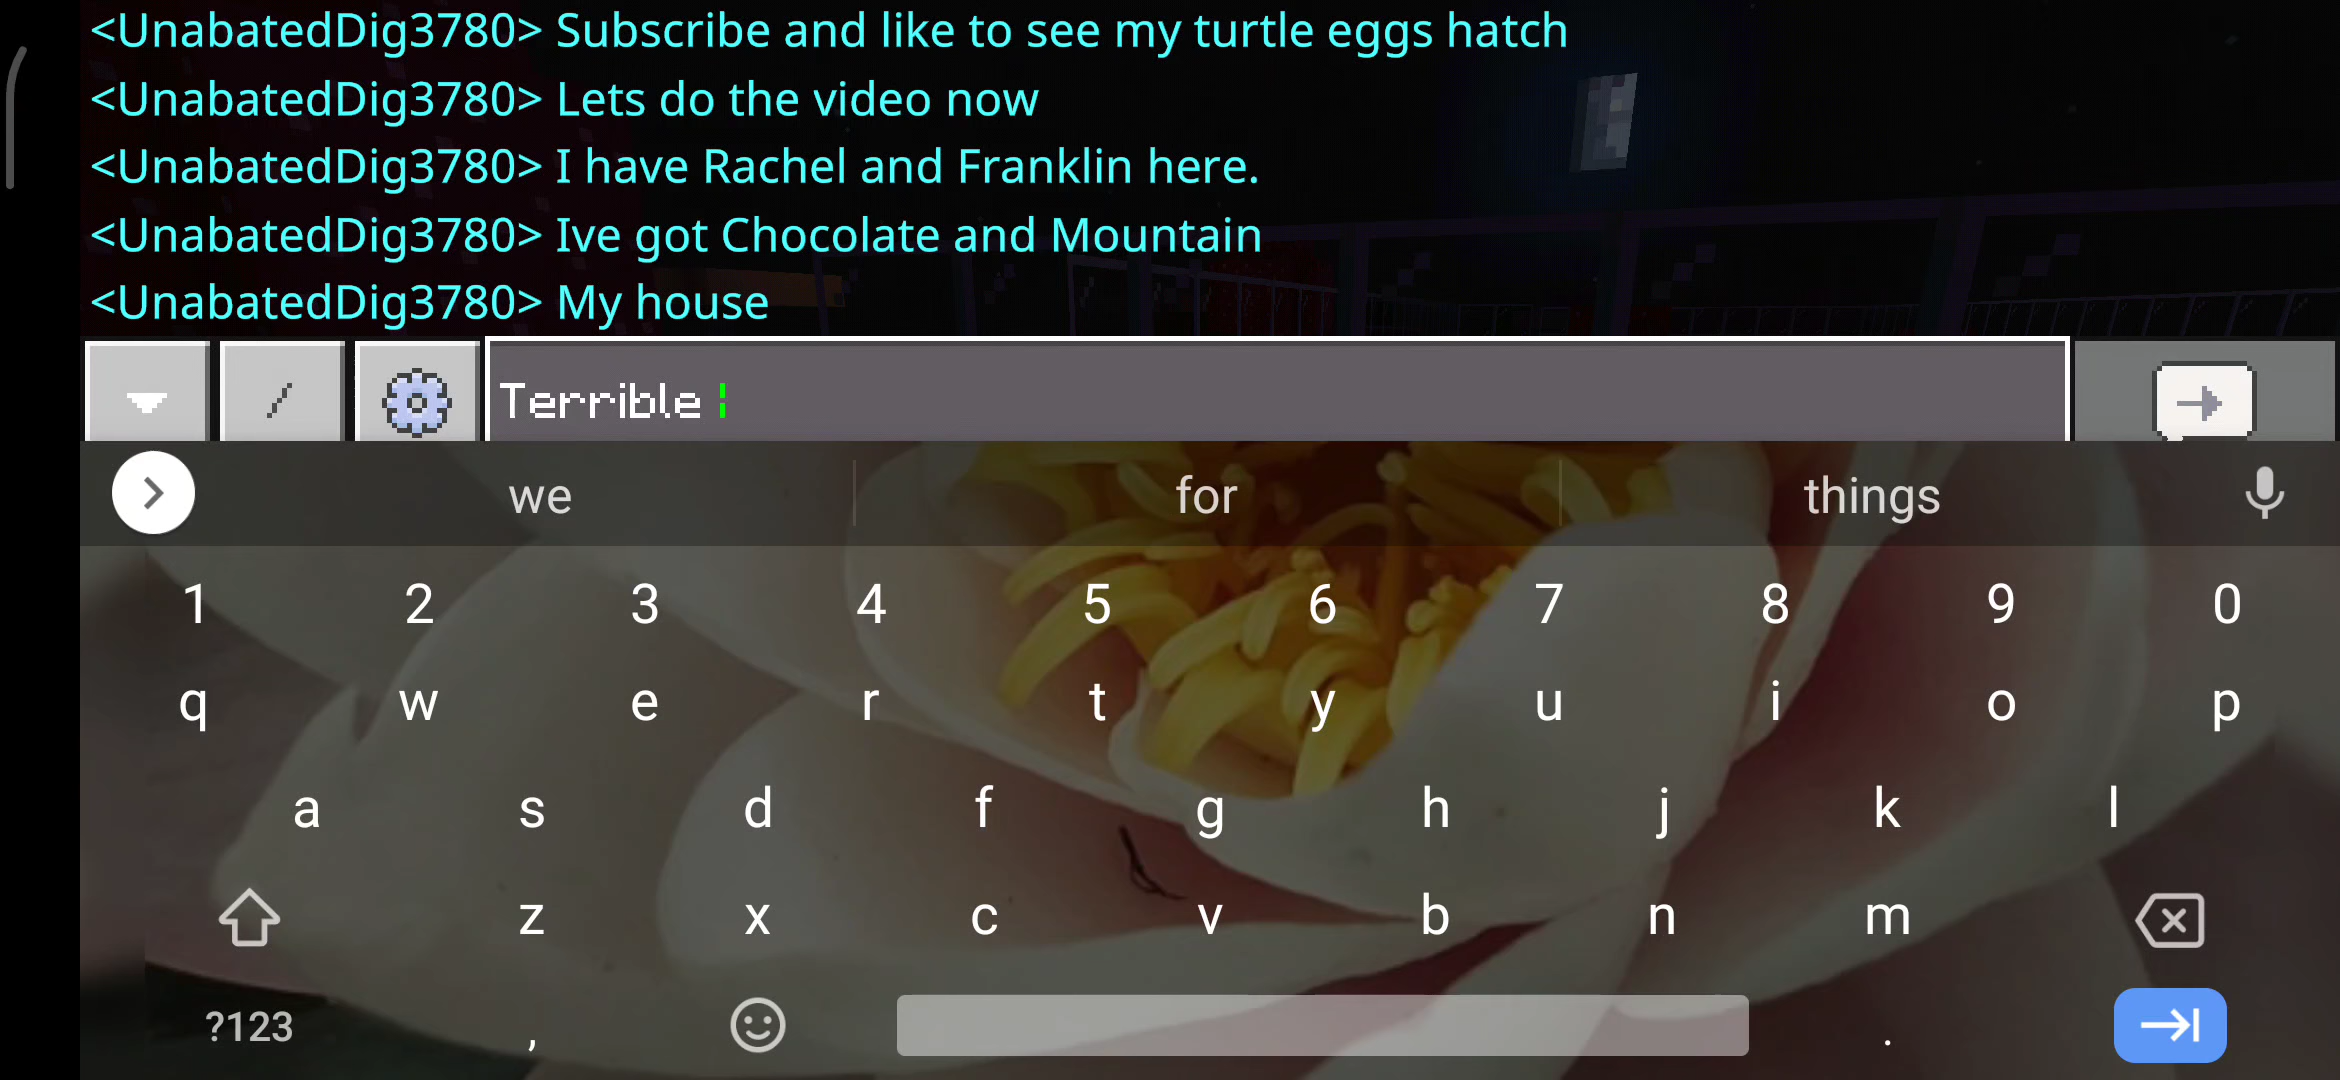 <UnabatedDig3780> Subscribe and like to see my turtle eggs hatch
<UnabatedDig3780> Lets do the video now
<UnabatedDig3780> I have Rachel and Franklin here.
<UnabatedDig3780> Ive got Chocolate and Mountain
<UnabatedDig3780> My house
/ Terrible
we for things
1 2 3 4 5 6 7 8 9 0
q w e r t y u i o p
a s d f g h j k l
z x c v b n m
?123 , .